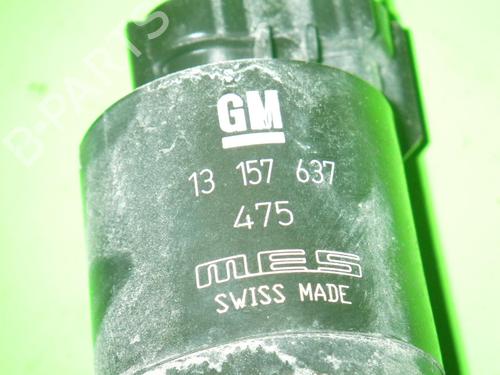 B-PARTS
GM
13 157 637
475
MES
SWISS MADE